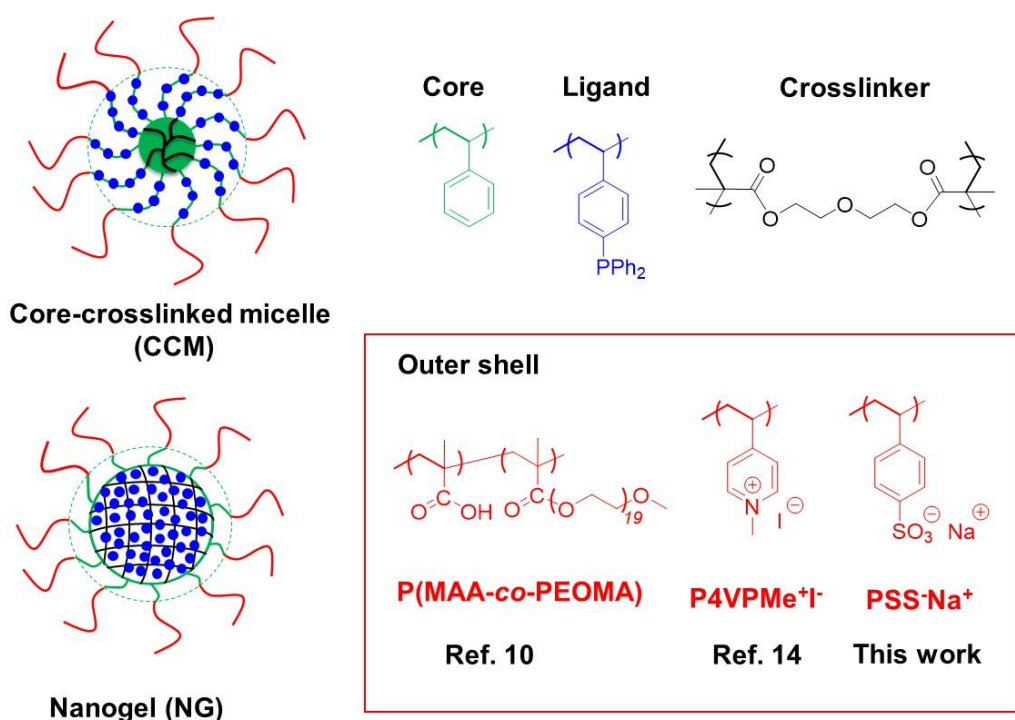 Core
Ligand
Crosslinker
PPh2
O
O
O
O
O
Core-crosslinked micelle
(CCM)
Outer shell
O
OH
O
O
O
19
N
+
I
−
SO3
−
Na
+
P(MAA-co-PEOMA)
P4VPMe+I-
PSS-Na+
Ref. 10
Ref. 14
This work
Nanogel (NG)